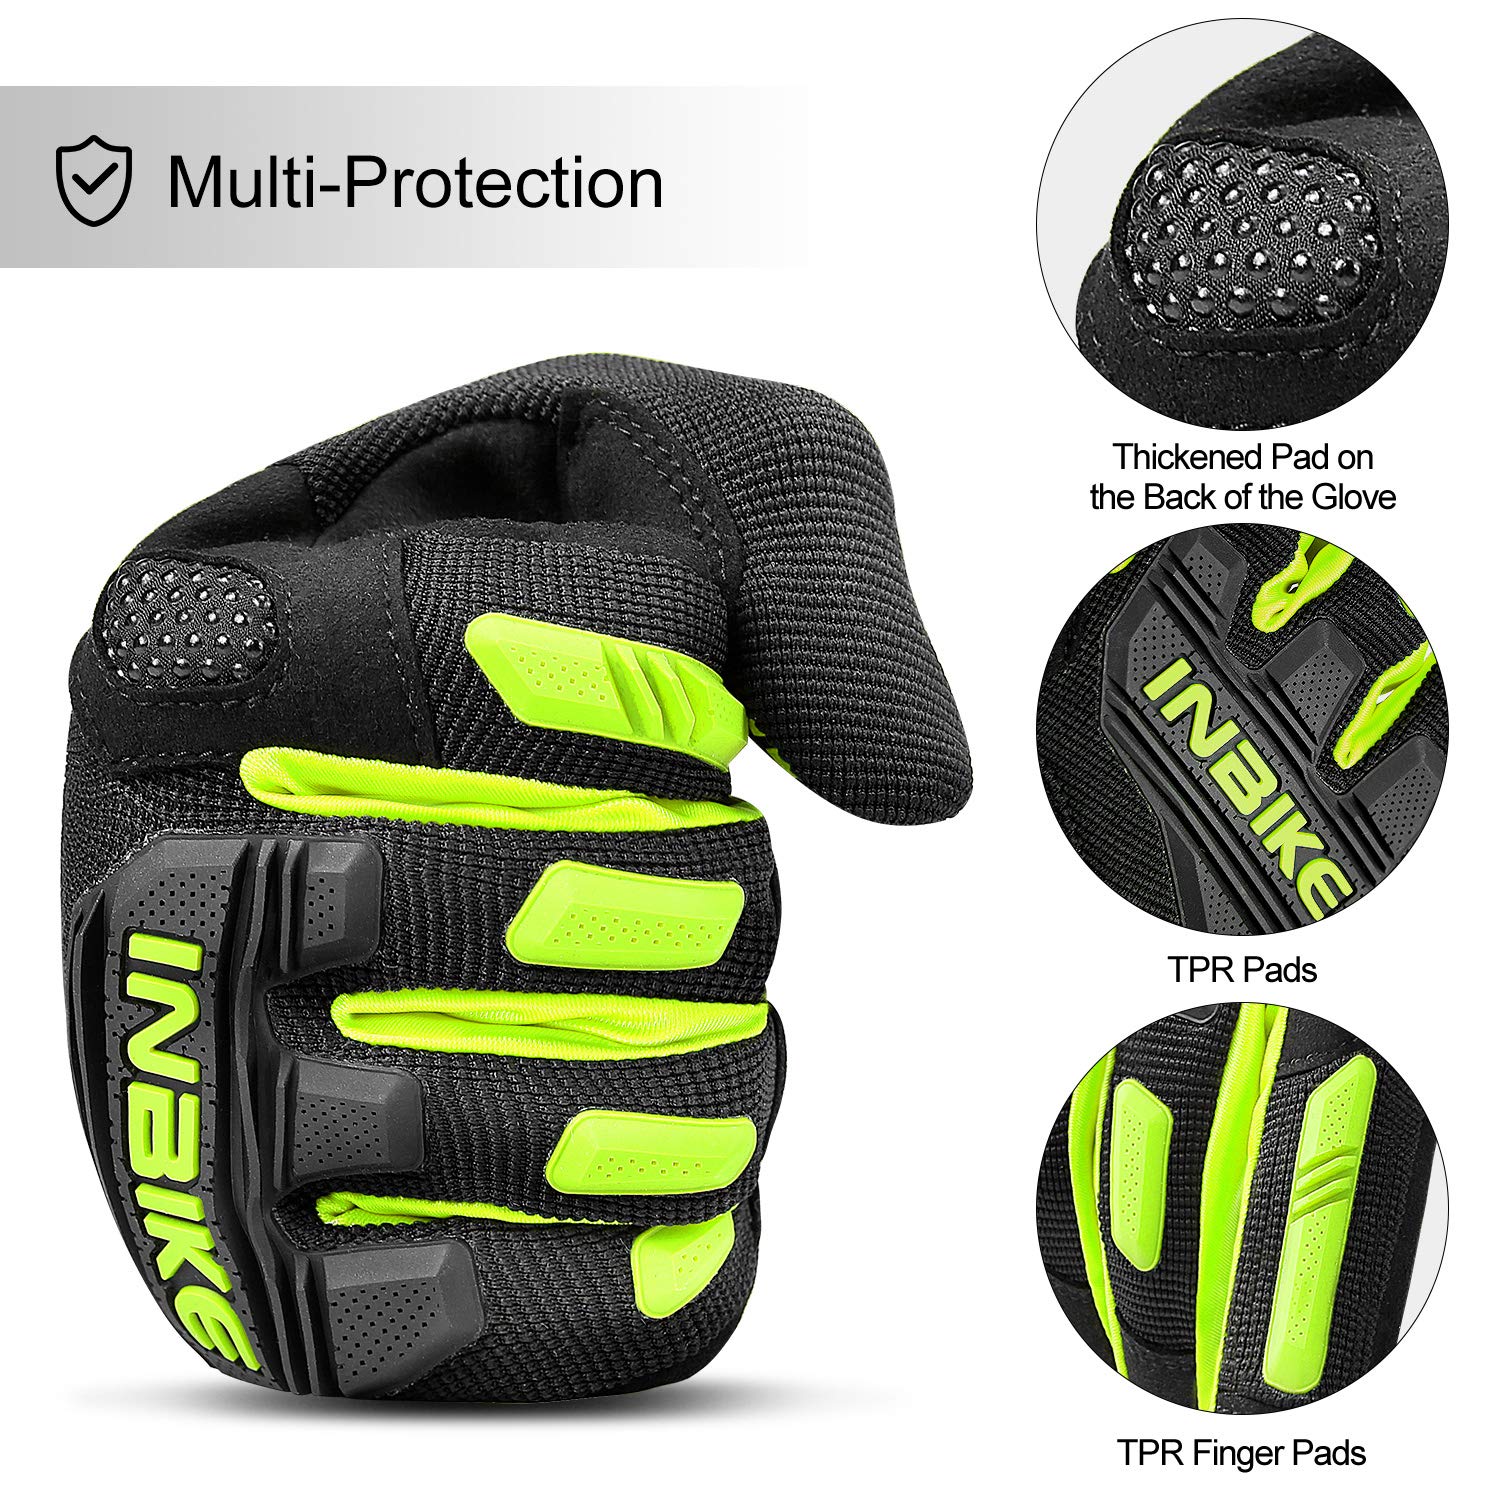 Multi-Protection
Thickened Pad on
the Back of the Glove
INBIKE
INBIKE
TPR Pads
TPR Finger Pads